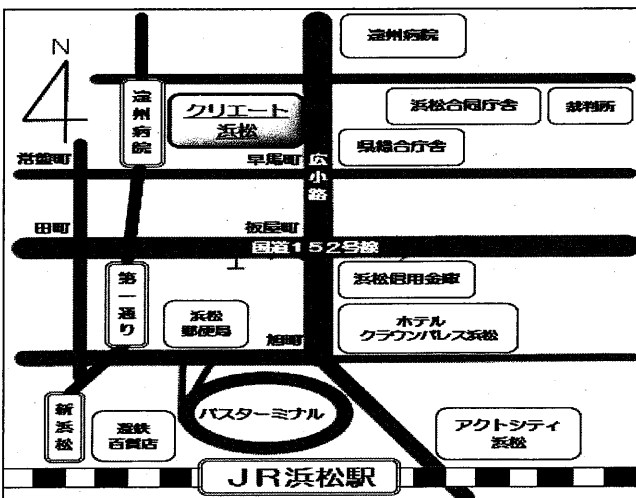 N
遠州病院
遠州病院
クリエート
浜松
浜松合同庁舎
裁判所
県総合庁舎
常盤町
早馬町
広小路
田町
板屋町
国道152号線
第一通り
浜松
郵便局
浜松信用金庫
旭町
ホテル
クラウンパレス浜松
新浜松
遠鉄
百貨店
バスターミナル
アクトシティ
浜松
JR浜松駅